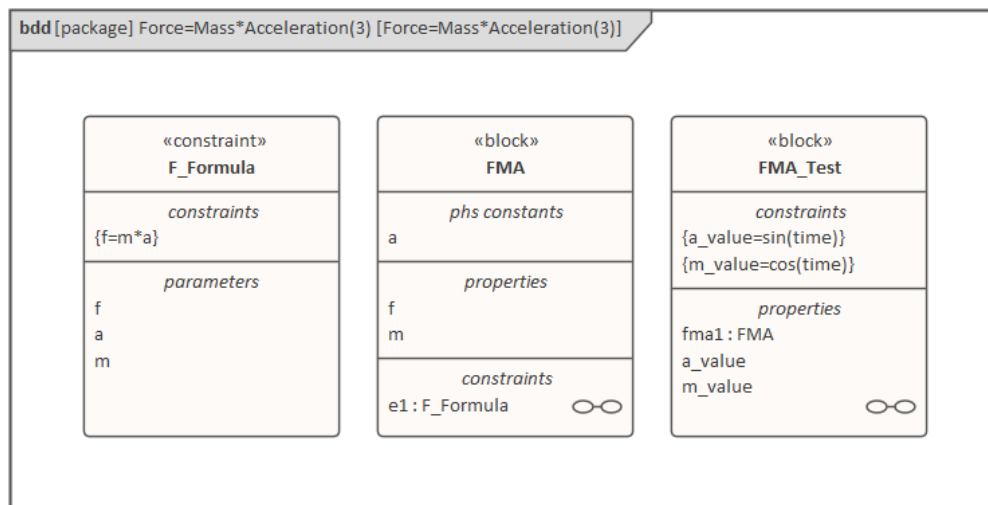 bdd [package] Force=Mass*Acceleration(3) [Force=Mass*Acceleration(3)]
«constraint»
F_Formula
constraints
{f=m*a}
parameters
f
a
m
«block»
FMA
phs constants
a
properties
f
m
constraints
e1 : F_Formula
«block»
FMA_Test
constraints
{a_value=sin(time)}
{m_value=cos(time)}
properties
fma1 : FMA
a_value
m_value